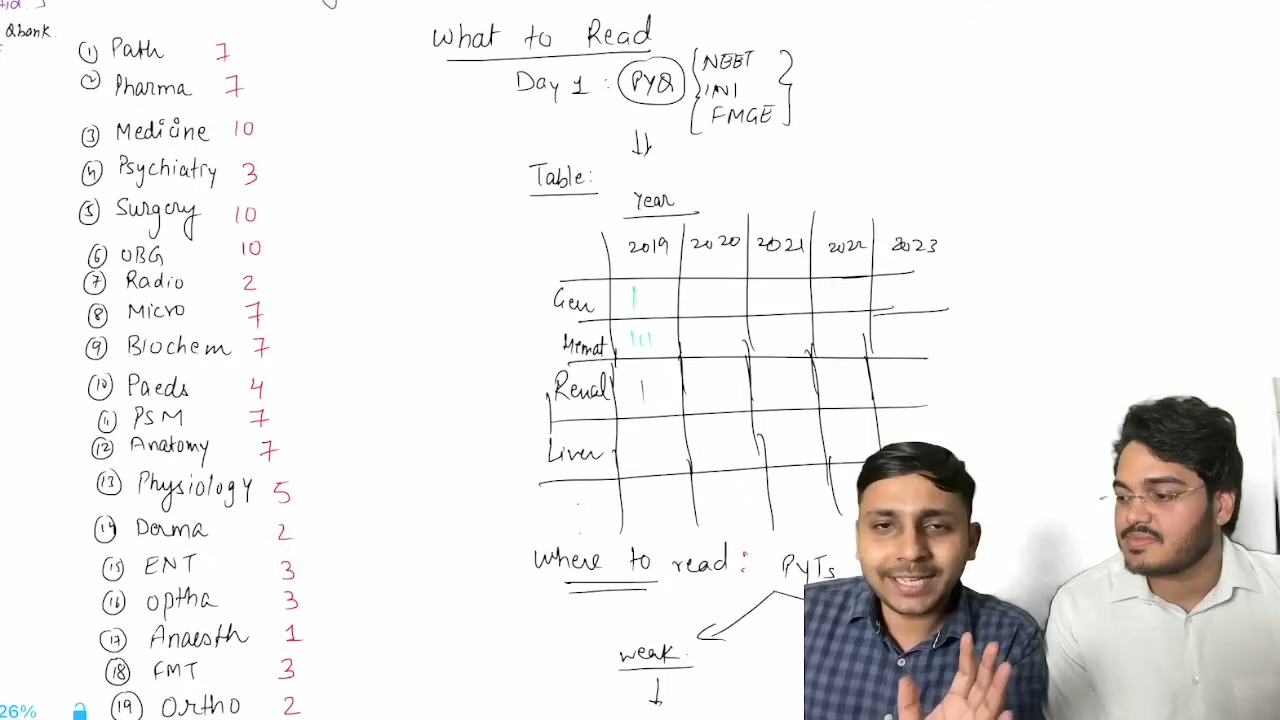 Qbank.
① Path 7
② Pharma 7
③ Medicine 10
④ Psychiatry 3
⑤ Surgery 10
⑥ OBG 10
⑦ Radio 2
⑧ Micro 7
⑨ Biochem 7
⑩ Paeds 4
⑪ PSM 7
⑫ Anatomy 7
⑬ Physiology 5
⑭ Derma 2
⑮ ENT 3
⑯ optha 3
⑰ Anaesth 1
⑱ FMT 3
⑲ Ortho 2
26%
What to Read
Day 1 : PYQ { NEET
INI
FMGE }
Table:
Year
2019 2020 2021 2022 2023
Gen I
Hemat III
Renal I
Liver
Where to read: PYTs
weak.